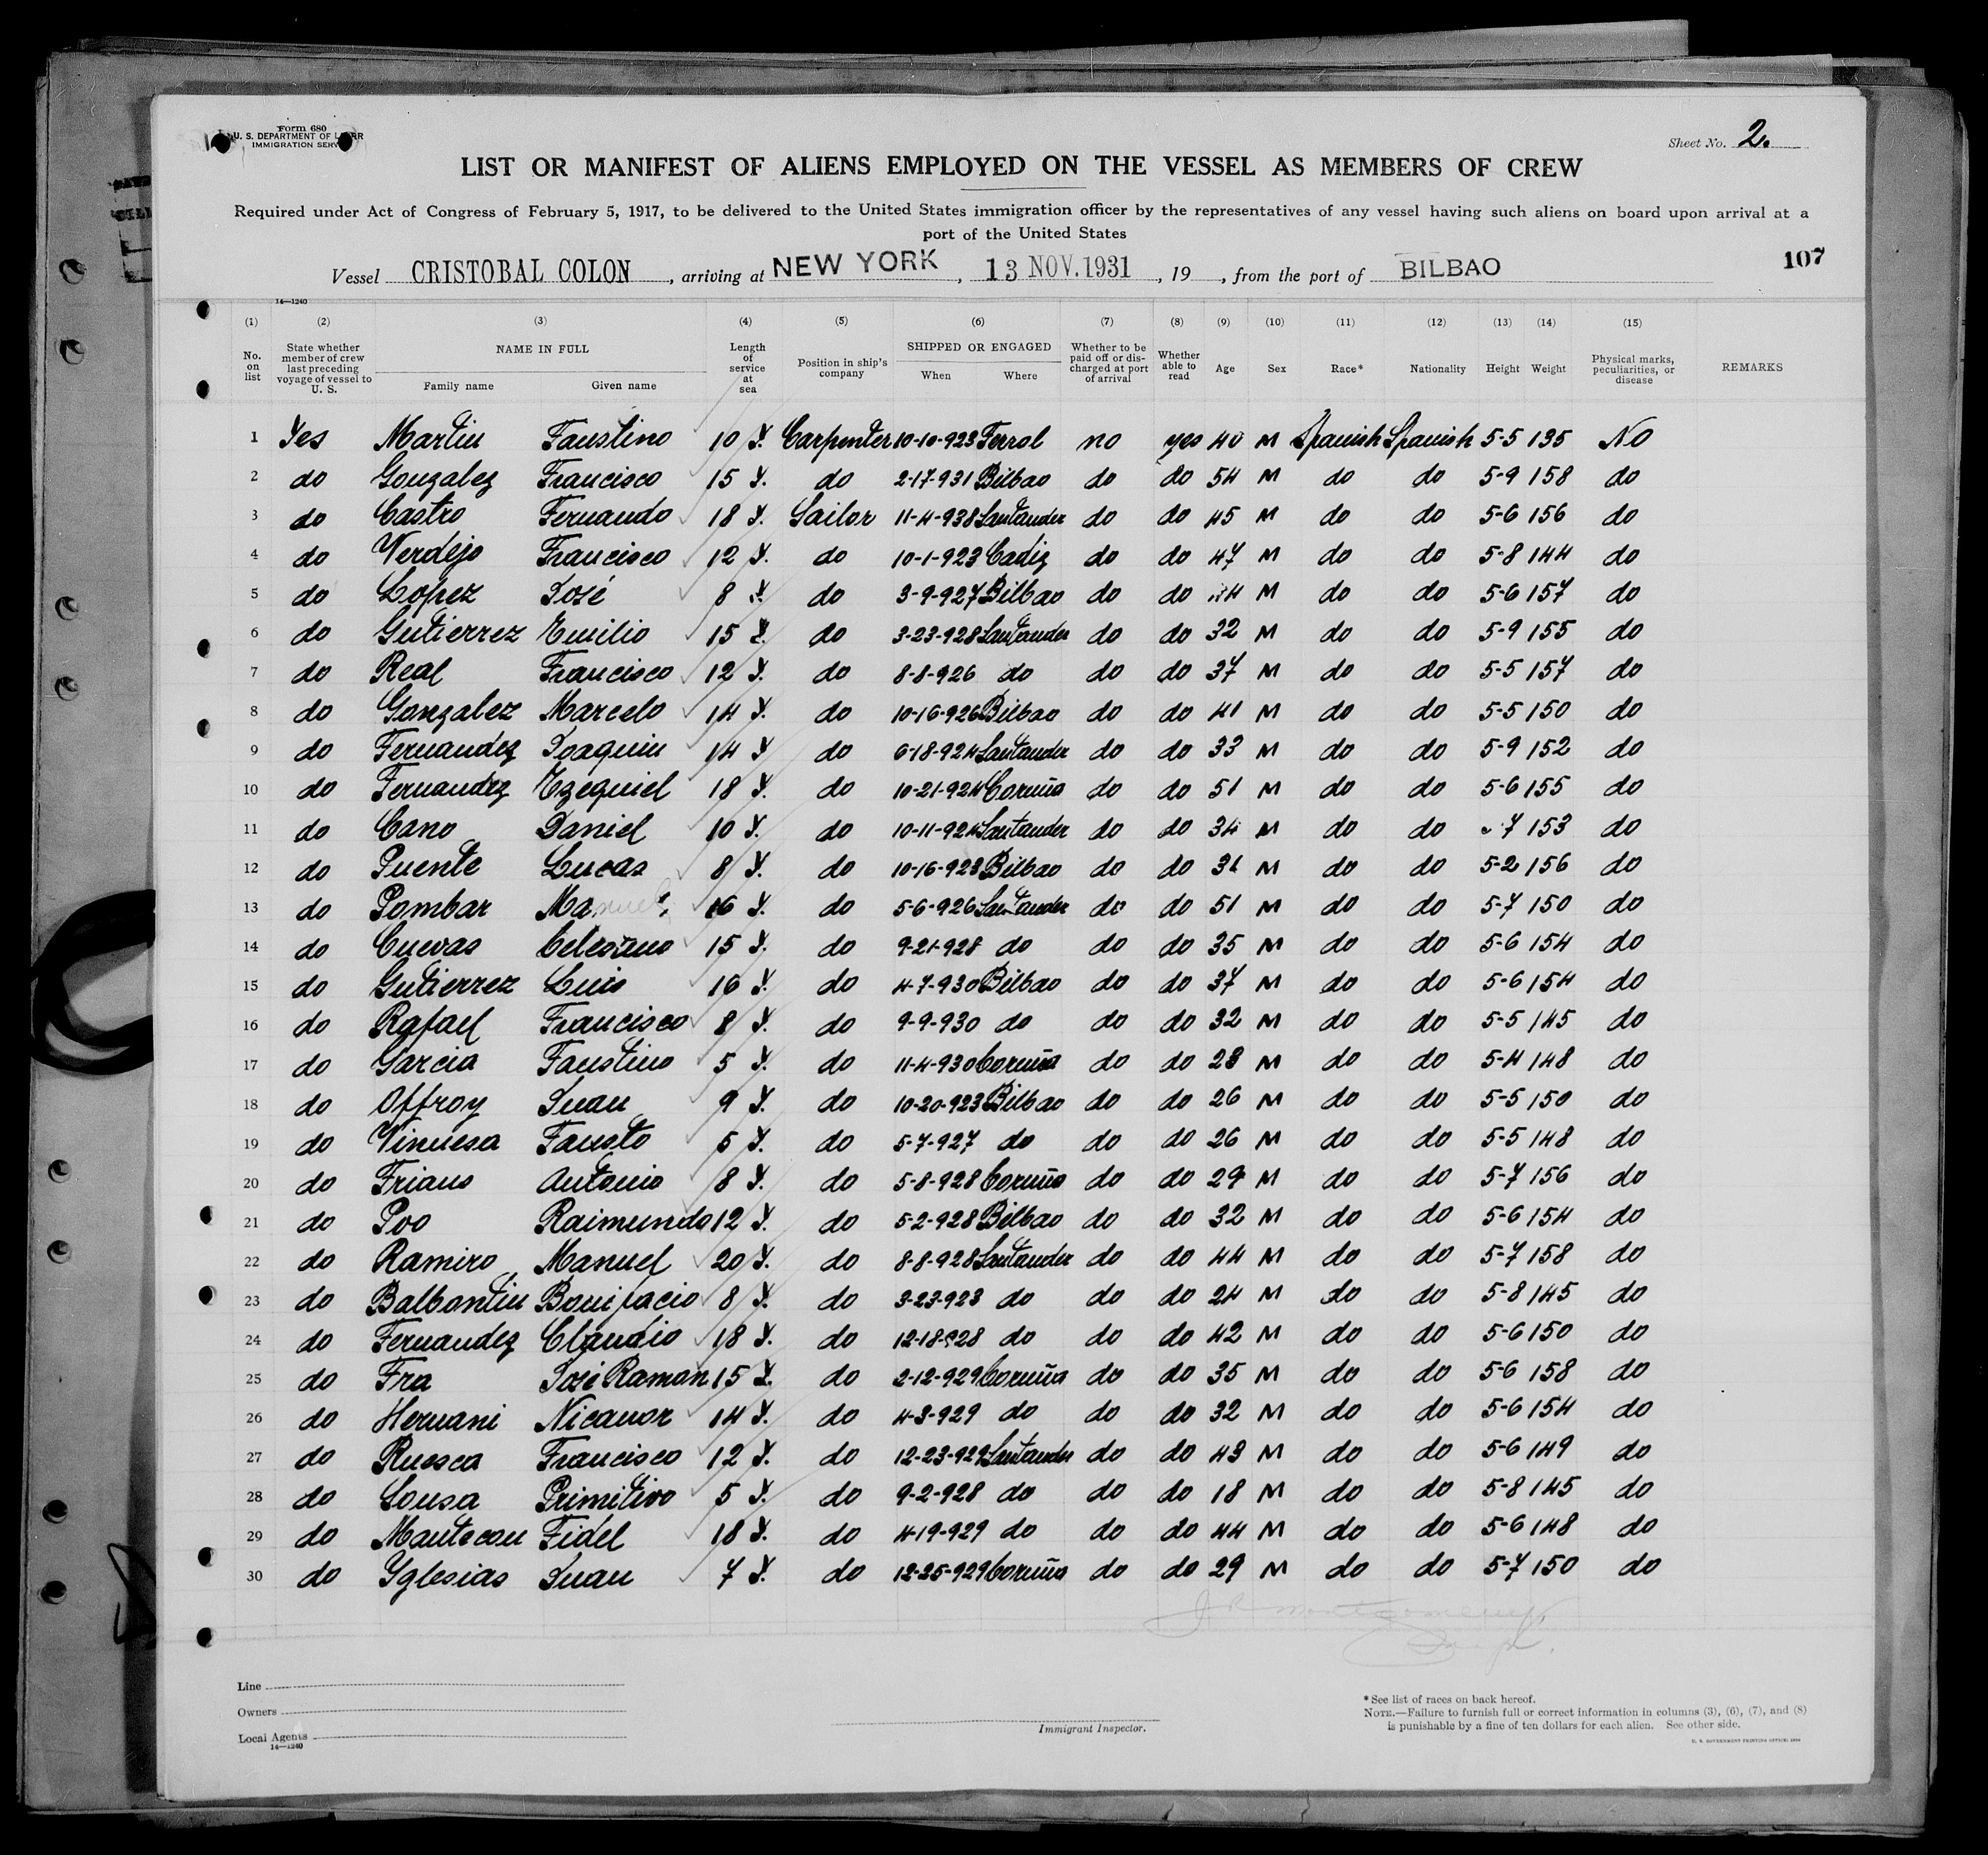 Form 680
U. S. DEPARTMENT OF LABOR
IMMIGRATION SERV
Sheet No. 2.
LIST OR MANIFEST OF ALIENS EMPLOYED ON THE VESSEL AS MEMBERS OF CREW
Required under Act of Congress of February 5, 1917, to be delivered to the United States immigration officer by the representatives of any vessel having such aliens on board upon arrival at a
port of the United States
Vessel CRISTOBAL COLON, arriving at NEW YORK, 13 NOV. 1931, 19 , from the port of BILBAO
107
14—1240
(1) (2) (3) (4) (5) (6) (7) (8) (9) (10) (11) (12) (13) (14) (15)
No. on list
State whether member of crew last preceding voyage of vessel to U. S.
NAME IN FULL
Family name Given name
Length of service at sea
Position in ship's company
SHIPPED OR ENGAGED
When Where
Whether to be paid off or discharged at port of arrival
Whether able to read
Age Sex Race* Nationality Height Weight
Physical marks, peculiarities, or disease
REMARKS
1 Yes Martin Faustino 10 Y. Carpenter 10-10-923 Ferrol no yes 40 M Spanish Spanish 5-5 135 No
2 do Gonzalez Francisco 15 Y. do 2-17-931 Bilbao do do 54 M do do 5-9 158 do
3 do Castro Fernando 18 Y. Sailor 11-4-938 Santander do do 45 M do do 5-6 156 do
4 do Verdejo Francisco 12 Y. do 10-1-923 Cadiz do do 47 M do do 5-8 144 do
5 do Lopez José 8 Y. do 3-9-927 Bilbao do do M do do 5-6 157 do
6 do Gutierrez Emilio 15 Y. do 3-23-928 Santander do do 32 M do do 5-9 155 do
7 do Real Francisco 12 Y. do 8-8-926 do do do 37 M do do 5-5 157 do
8 do Gonzalez Marcelo 14 Y. do 10-16-926 Bilbao do do 41 M do do 5-5 150 do
9 do Fernandez Joaquin 14 Y do 6-18-924 Santander do do 33 M do do 5-9 152 do
10 do Fernandez Ezequiel 18 Y. do 10-21-924 Coruña do do 51 M do do 5-6 155 do
11 do Cano Daniel 10 Y. do 10-11-924 Santander do do 34 M do do 7 153 do
12 do Puente Lucas 8 Y. do 10-16-923 Bilbao do do 31 M do do 5-2 156 do
13 do Pombar Manuel 16 Y. do 5-6-926 Santander do do 51 M do do 5-7 150 do
14 do Cuevas Celestino 15 Y. do 9-21-928 do do do 35 M do do 5-6 154 do
15 do Gutierrez Luis 16 Y. do 4-7-930 Bilbao do do 37 M do do 5-6 154 do
16 do Rafael Francisco 8 Y. do 9-9-930 do do do 32 M do do 5-5 145 do
17 do Garcia Faustino 5 Y. do 11-4-930 Coruña do do 28 M do do 5-4 148 do
18 do Offroy Juan 9 Y. do 10-20-923 Bilbao do do 26 M do do 5-5 150 do
19 do Vinuesa Fausto 5 Y. do 5-7-927 do do do 26 M do do 5-5 148 do
20 do Frians Antonio 8 Y. do 5-8-928 Coruña do do 29 M do do 5-7 156 do
21 do Poo Raimundo 12 Y. do 5-2-928 Bilbao do do 32 M do do 5-6 154 do
22 do Ramiro Manuel 20 Y. do 8-8-928 Santander do do 44 M do do 5-7 158 do
23 do Balbontin Bonifacio 8 Y. do 3-23-923 do do do 24 M do do 5-8 145 do
24 do Fernandez Claudio 18 Y. do 12-18-928 do do do 42 M do do 5-6 150 do
25 do Fra José Ramon 15 Y. do 2-12-929 Coruña do do 35 M do do 5-6 158 do
26 do Hernani Nicanor 14 Y. do 4-3-929 do do do 32 M do do 5-6 154 do
27 do Ruesca Francisco 12 Y. do 12-23-929 Santander do do 43 M do do 5-6 149 do
28 do Sousa Primitivo 5 Y. do 9-2-928 do do do 18 M do do 5-8 145 do
29 do Mantecon Fidel 18 Y. do 4-19-929 do do do 44 M do do 5-6 148 do
30 do Yglesias Juan 7 Y. do 12-25-929 Coruña do do 29 M do do 5-7 150 do
Line
Owners
Local Agents
14—1240
Immigrant Inspector.
*See list of races on back hereof.
NOTE.—Failure to furnish full or correct information in columns (3), (6), (7), and (8)
is punishable by a fine of ten dollars for each alien. See other side.